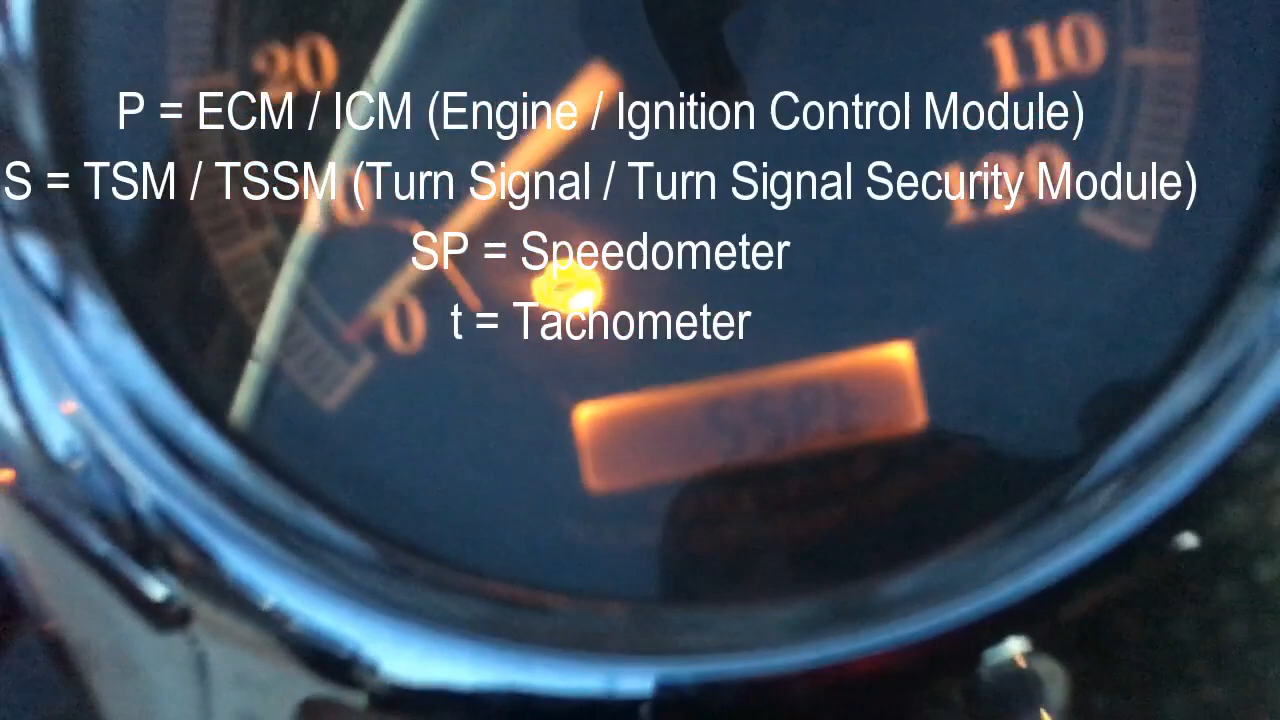 20
110
P = ECM / ICM (Engine / Ignition Control Module)
S = TSM / TSSM (Turn Signal / Turn Signal Security Module)
120
SP = Speedometer
0 t = Tachometer